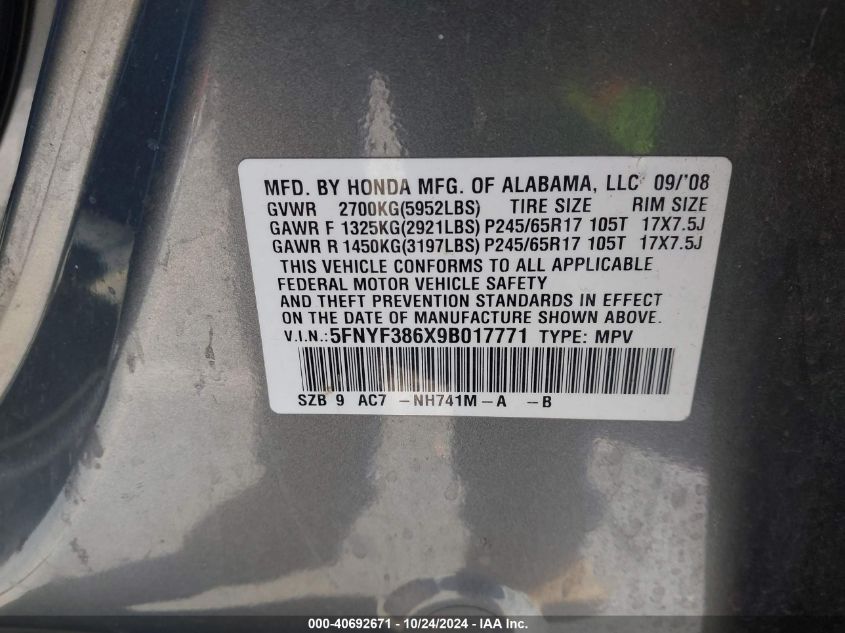 MFD. BY HONDA MFG. OF ALABAMA, LLC 09/'08
GVWR 2700KG(5952LBS) TIRE SIZE RIM SIZE
GAWR F 1325KG(2921LBS) P245/65R17 105T 17X7.5J
GAWR R 1450KG(3197LBS) P245/65R17 105T 17X7.5J
THIS VEHICLE CONFORMS TO ALL APPLICABLE
FEDERAL MOTOR VEHICLE SAFETY
AND THEFT PREVENTION STANDARDS IN EFFECT
ON THE DATE OF MANUFACTURE SHOWN ABOVE.
V.I.N.:5FNYF386X9B017771 TYPE: MPV
SZB 9 AC7 -NH741M-A --B
000-40692671 - 10/24/2024 - IAA Inc.